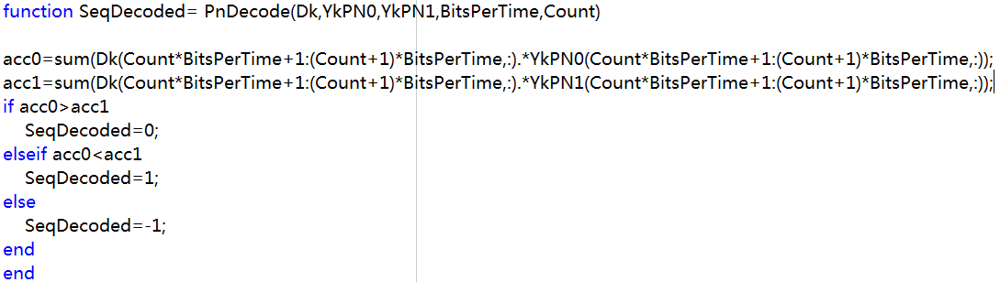 function SeqDecoded= PnDecode(Dk,YkPN0,YkPN1,BitsPerTime,Count)
acc0=sum(Dk(Count*BitsPerTime+1:(Count+1)*BitsPerTime,:).*YkPN0(Count*BitsPerTime+1:(Count+1)*BitsPerTime,:));
acc1=sum(Dk(Count*BitsPerTime+1:(Count+1)*BitsPerTime,:).*YkPN1(Count*BitsPerTime+1:(Count+1)*BitsPerTime,:));
if acc0>acc1
SeqDecoded=0;
elseif acc0<acc1
SeqDecoded=1;
else
SeqDecoded=-1;
end
end